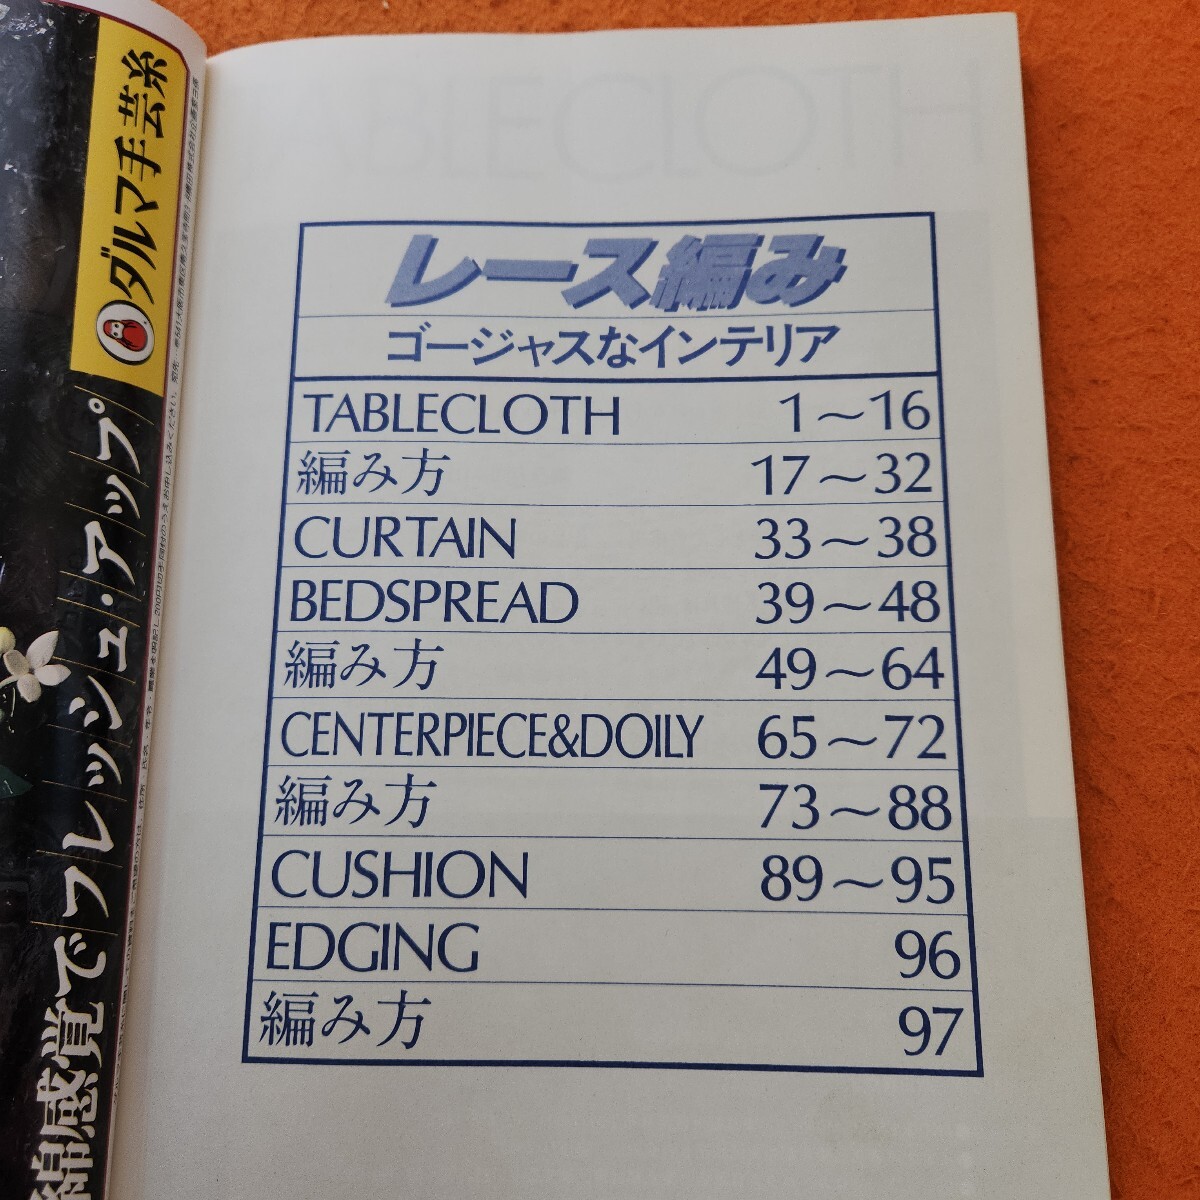 レース編み
ゴージャスなインテリア
TABLECLOTH 1～16
編み方 17～32
CURTAIN 33～38
BEDSPREAD 39～48
編み方 49～64
CENTERPIECE&DOILY 65～72
編み方 73～88
CUSHION 89～95
EDGING 96
編み方 97
TABLECLOTH
ダルマ手芸糸
綿感覚でフレッシュ・アップ